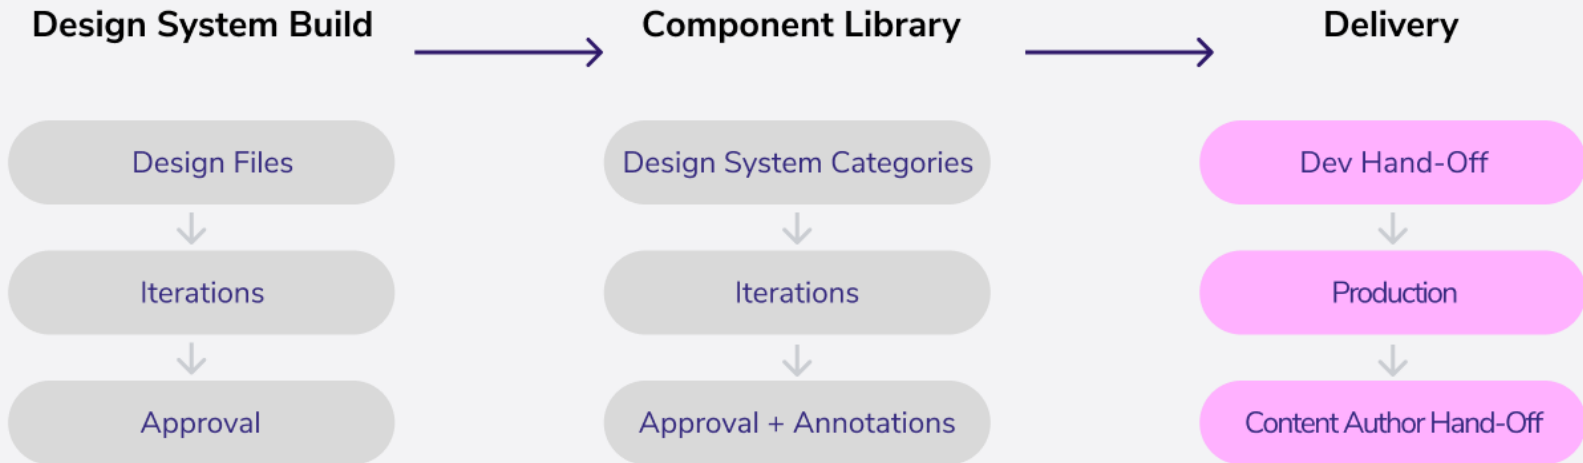 Design System Build
Component Library
Delivery
Design Files
Design System Categories
Dev Hand-Off
Iterations
Iterations
Production
Approval
Approval + Annotations
Content Author Hand-Off